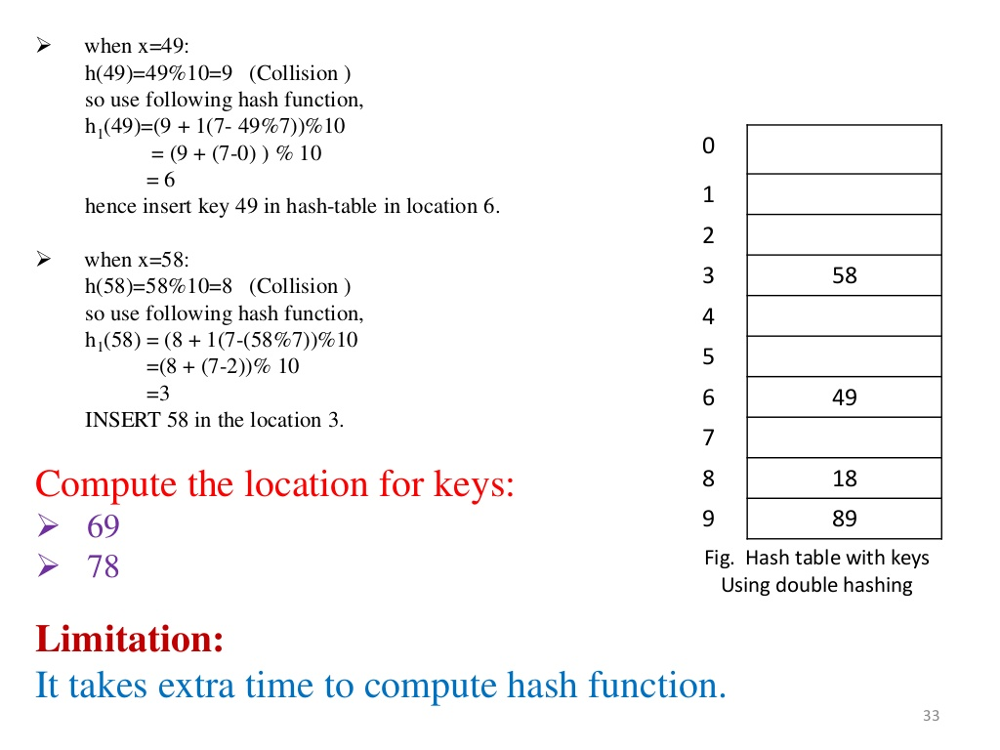 ➢ when x=49:
h(49)=49%10=9 (Collision )
so use following hash function,
h₁(49)=(9 + 1(7- 49%7))%10
= (9 + (7-0) ) % 10
= 6
hence insert key 49 in hash-table in location 6.
➢ when x=58:
h(58)=58%10=8 (Collision )
so use following hash function,
h₁(58) = (8 + 1(7-(58%7))%10
=(8 + (7-2))% 10
=3
INSERT 58 in the location 3.
Compute the location for keys:
➢ 69
➢ 78
Limitation:
It takes extra time to compute hash function.
0
1
2
3 58
4
5
6 49
7
8 18
9 89
Fig. Hash table with keys
Using double hashing
33